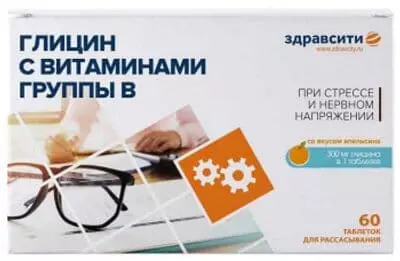 ГЛИЦИН
С ВИТАМИНАМИ
ГРУППЫ В
здравсити
www.zdravcity.ru
ПРИ СТРЕССЕ
И НЕРВНОМ
НАПРЯЖЕНИИ
со вкусом апельсина
300 мг глицина
в 1 таблетке
60
ТАБЛЕТОК
ДЛЯ РАССАСЫВАНИЯ